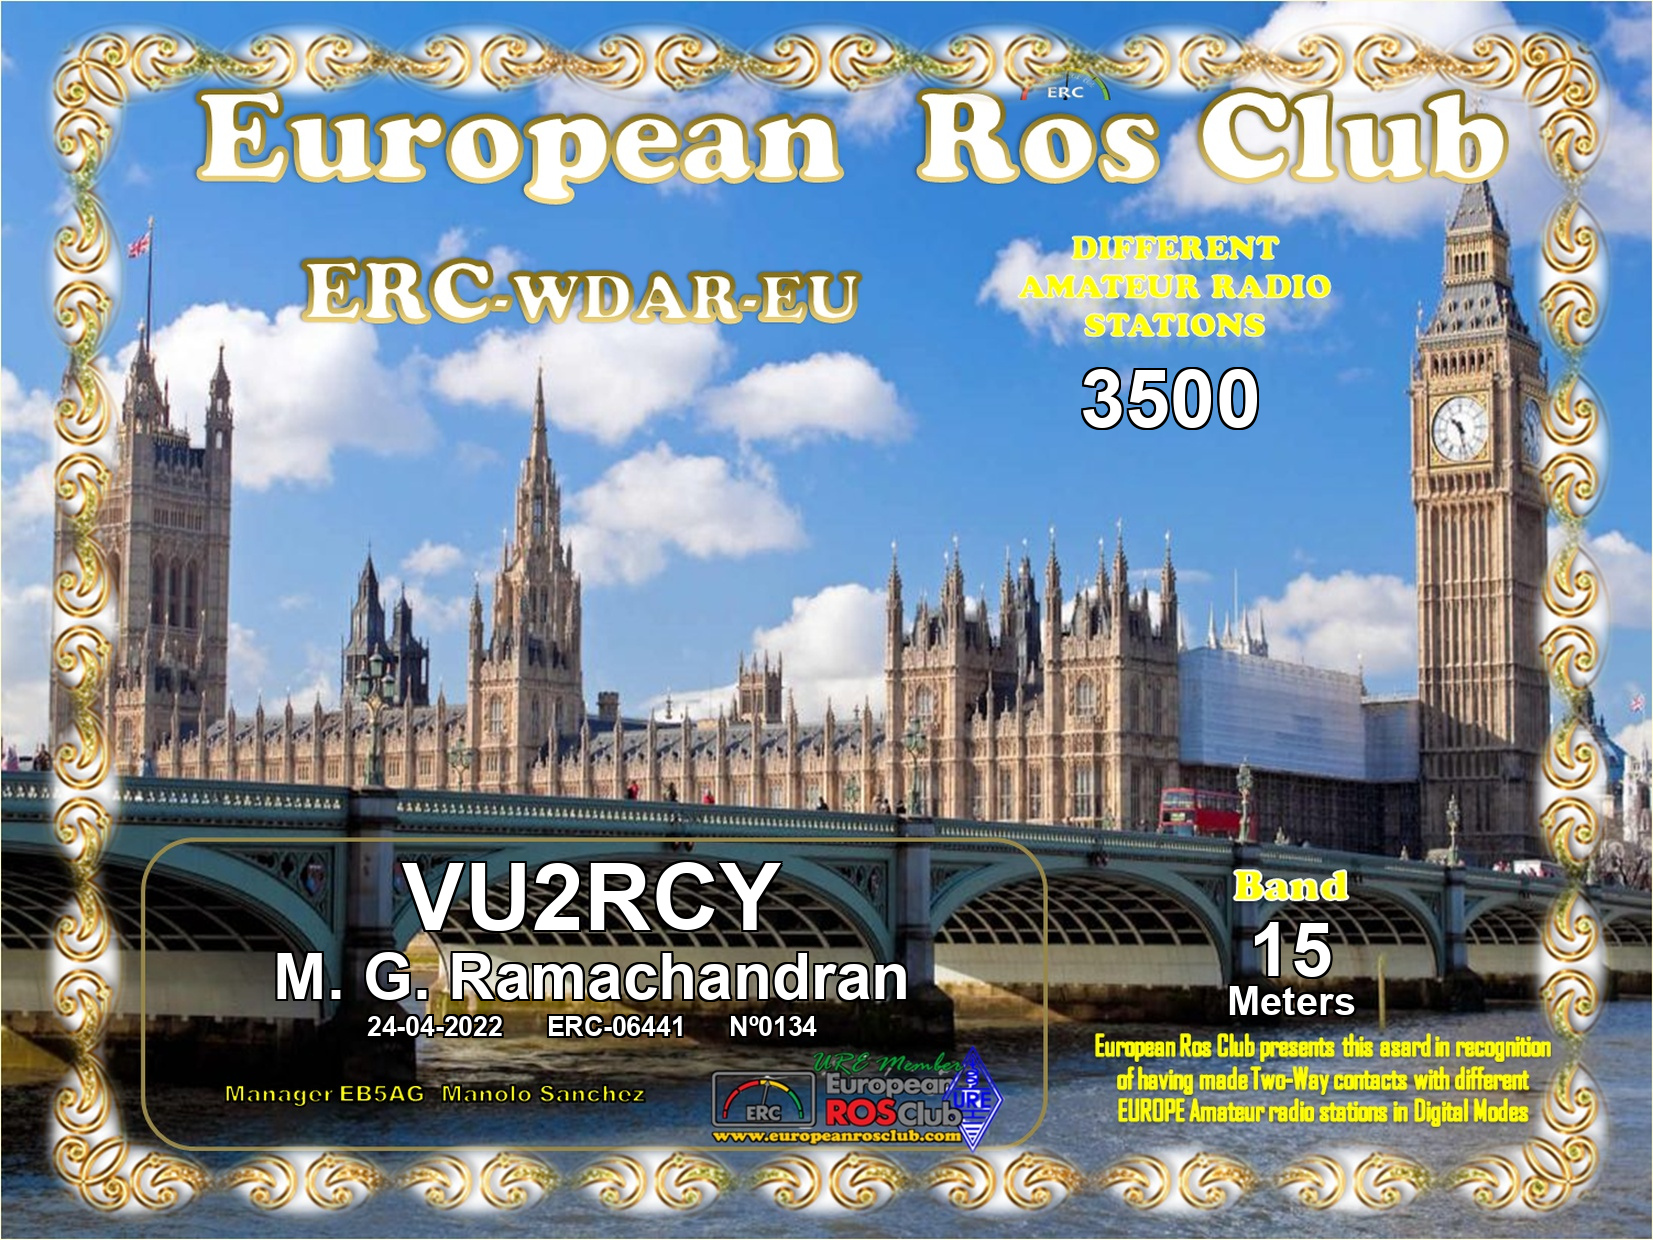 ERC
European Ros Club
ERC-WDAR-EU
DIFFERENT
AMATEUR RADIO
STATIONS
3500
VU2RCY
M. G. Ramachandran
24-04-2022 ERC-06441 Nº0134
Manager EB5AG Manolo Sanchez
URE Member
European
ROSClub
ERC
URE
www.europeanrosclub.com
Band
15
Meters
European Ros Club presents this asard in recognition
of having made Two-Way contacts with different
EUROPE Amateur radio stations in Digital Modes